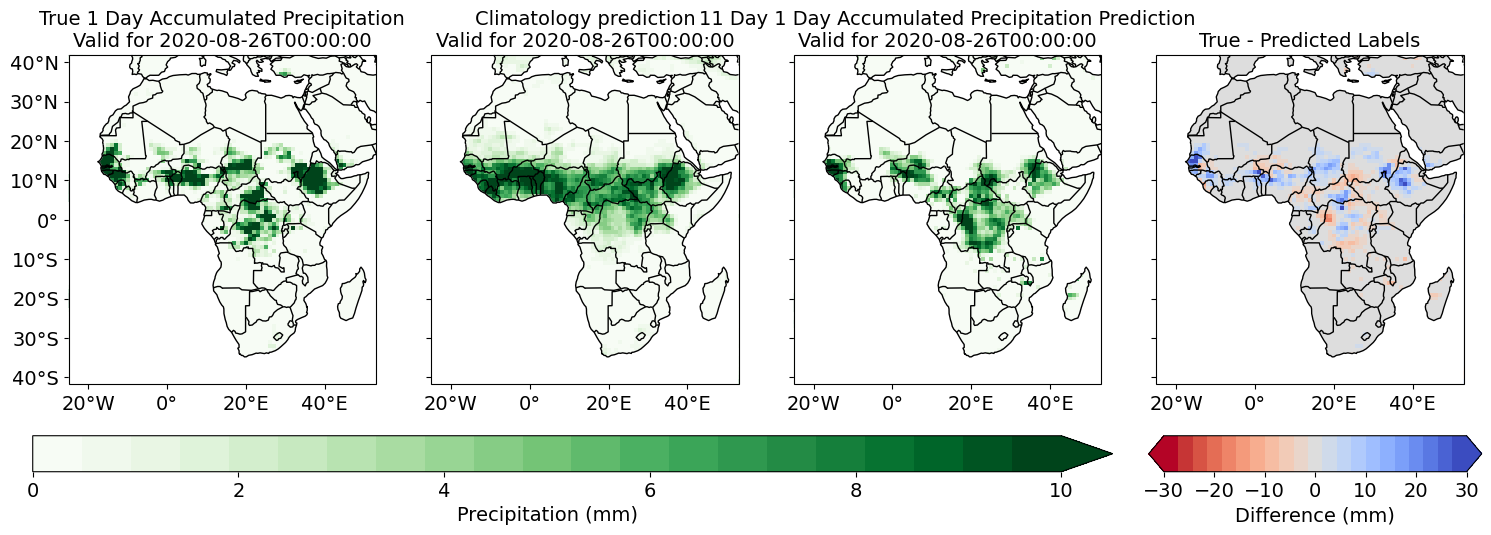 True 1 Day Accumulated Precipitation
Valid for 2020-08-26T00:00:00
Climatology prediction
Valid for 2020-08-26T00:00:00
11 Day 1 Day Accumulated Precipitation Prediction
Valid for 2020-08-26T00:00:00
True - Predicted Labels
40°N
30°N
20°N
10°N
0°
10°S
20°S
30°S
40°S
20°W 0° 20°E 40°E
20°W 0° 20°E 40°E
20°W 0° 20°E 40°E
20°W 0° 20°E 40°E
0 2 4 6 8 10
Precipitation (mm)
−30 −20 −10 0 10 20 30
Difference (mm)